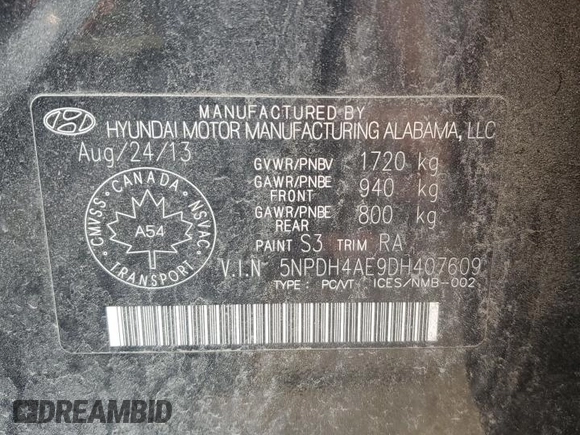 MANUFACTURED BY
HYUNDAI MOTOR MANUFACTURING ALABAMA, LLC
Aug/24/13
GVWR/PNBV 1720 kg
GAWR/PNBE FRONT 940 kg
GAWR/PNBE REAR 800 kg
PAINT S3 TRIM RA
CANADA
CMVSS NSVAC
A54
TRANSPORT
V.I.N 5NPDH4AE9DH407609
TYPE : PC/VT ICES/NMB-002
DREAMBID